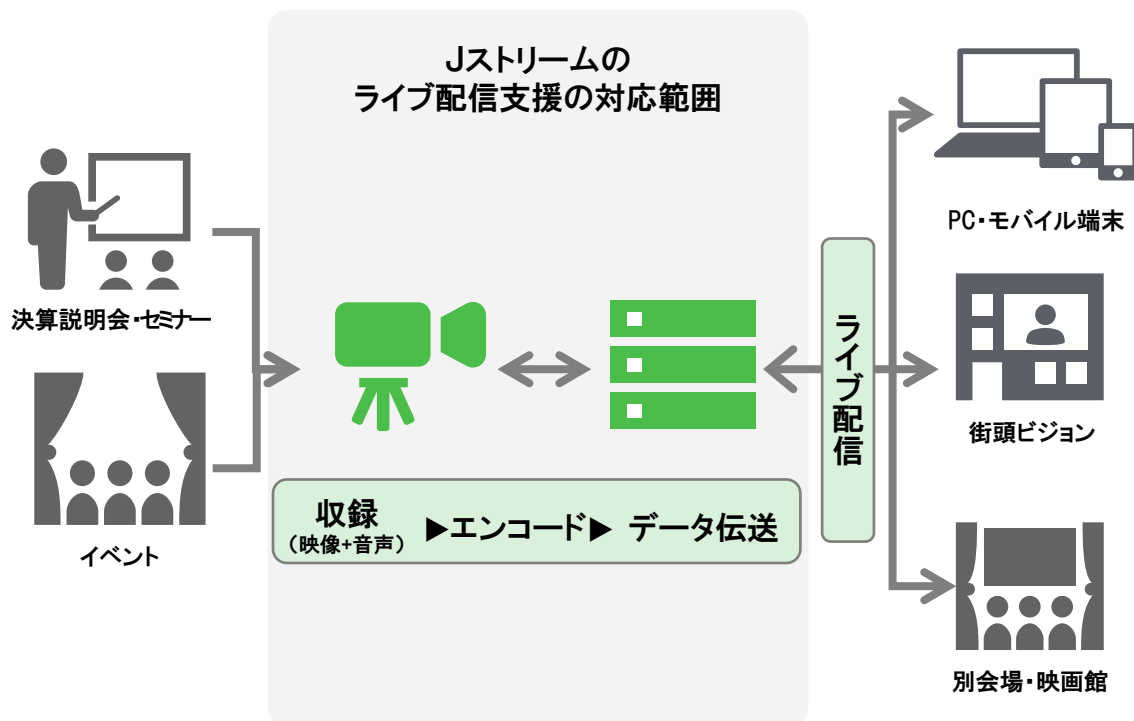 Jストリームの
ライブ配信支援の対応範囲
決算説明会・セミナー
イベント
収録
(映像+音声)
▶エンコード▶ データ伝送
ライブ配信
PC・モバイル端末
街頭ビジョン
別会場・映画館